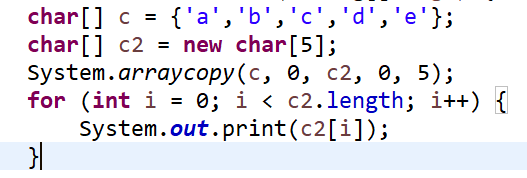 char[] c = {'a','b','c','d','e'};
char[] c2 = new char[5];
System.arraycopy(c, 0, c2, 0, 5);
for (int i = 0; i < c2.length; i++) {
    System.out.print(c2[i]);
}